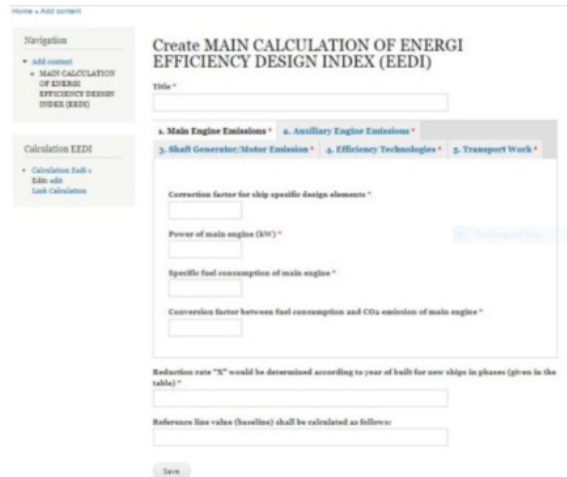 Home » Add content
Navigation
Add content
MAIN CALCULATION
OF ENERGI
EFFICIENCY DESIGN
INDEX (EEDI)
Calculation EEDI
Calculation Eedi 1
Edit: edit
Link Calculation
Create MAIN CALCULATION OF ENERGI
EFFICIENCY DESIGN INDEX (EEDI)
Title *
1. Main Engine Emissions * 2. Auxiliary Engine Emissions *
3. Shaft Generator/Motor Emission * 4. Efficiency Technologies * 5. Transport Work *
Correction factor for ship specific design elements *
Power of main engine (kW) *
Specific fuel consumption of main engine *
Conversion factor between fuel consumption and CO2 emission of main engine *
Reduction rate "X" would be determined according to year of built for new ships in phases (given in the
table) *
Reference line value (baseline) shall be calculated as follows:
Save